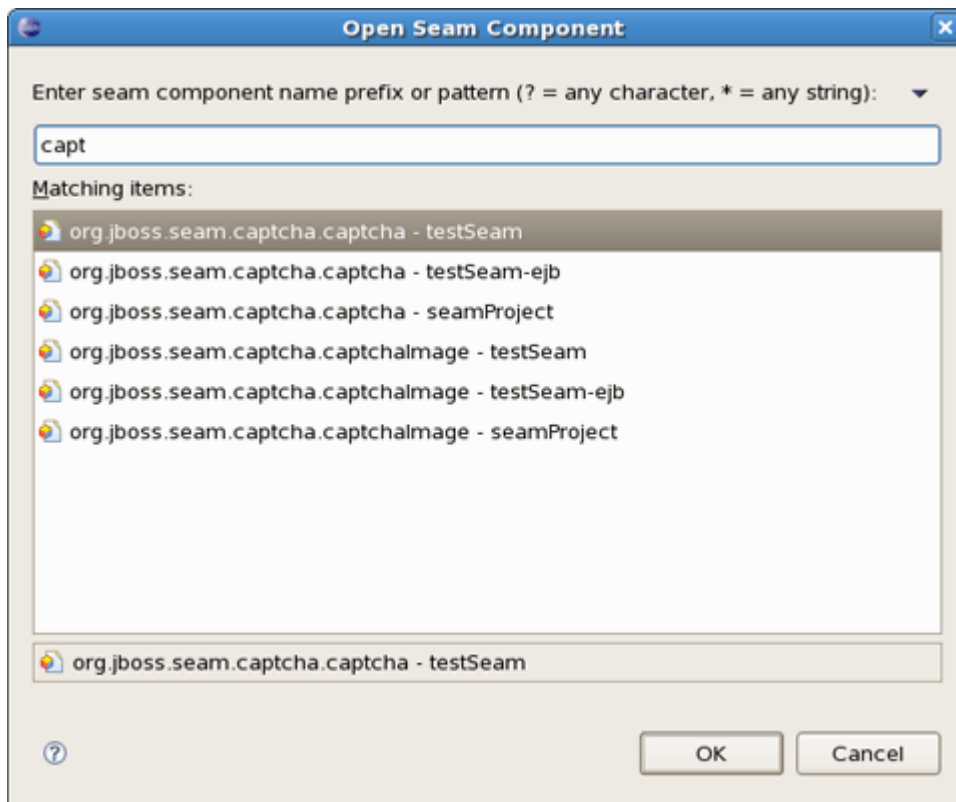 Open Seam Component
Enter seam component name prefix or pattern (? = any character, * = any string):
capt
Matching items:
org.jboss.seam.captcha.captcha - testSeam
org.jboss.seam.captcha.captcha - testSeam-ejb
org.jboss.seam.captcha.captcha - seamProject
org.jboss.seam.captcha.captchaImage - testSeam
org.jboss.seam.captcha.captchaImage - testSeam-ejb
org.jboss.seam.captcha.captchaImage - seamProject
org.jboss.seam.captcha.captcha - testSeam
OK Cancel